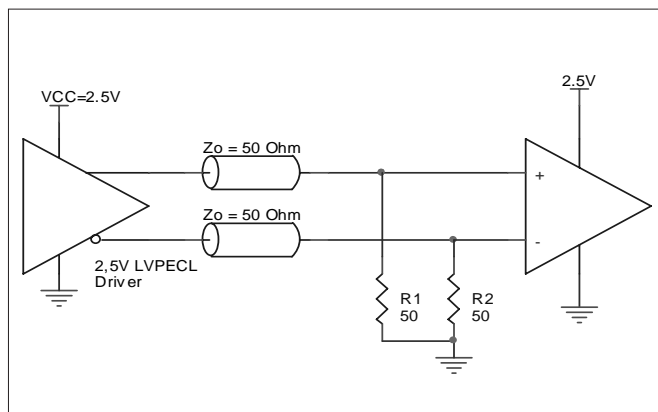 2.5V
VCC=2.5V
Zo = 50 Ohm
+
Zo = 50 Ohm
-
2,5V LVPECL
Driver
R1
50
R2
50